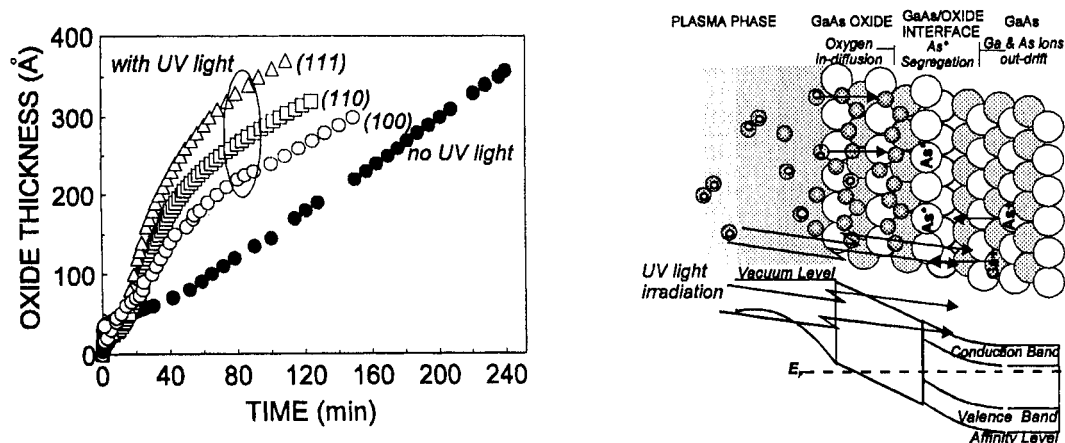 400
300
200
100
0
OXIDE THICKNESS (Å)
with UV light
(111)
(110)
(100)
no UV light
0 40 80 120 160 200 240
TIME (min)
PLASMA PHASE
GaAs OXIDE
Oxygen
in-diffusion
GaAs/OXIDE
INTERFACE
As*
Segregation
GaAs
Ga & As Ions
out-drift
As*
As*
As+
Ga+
UV light
irradiation
Vacuum Level
Conduction Band
EF
Valence Band
Affinity Level